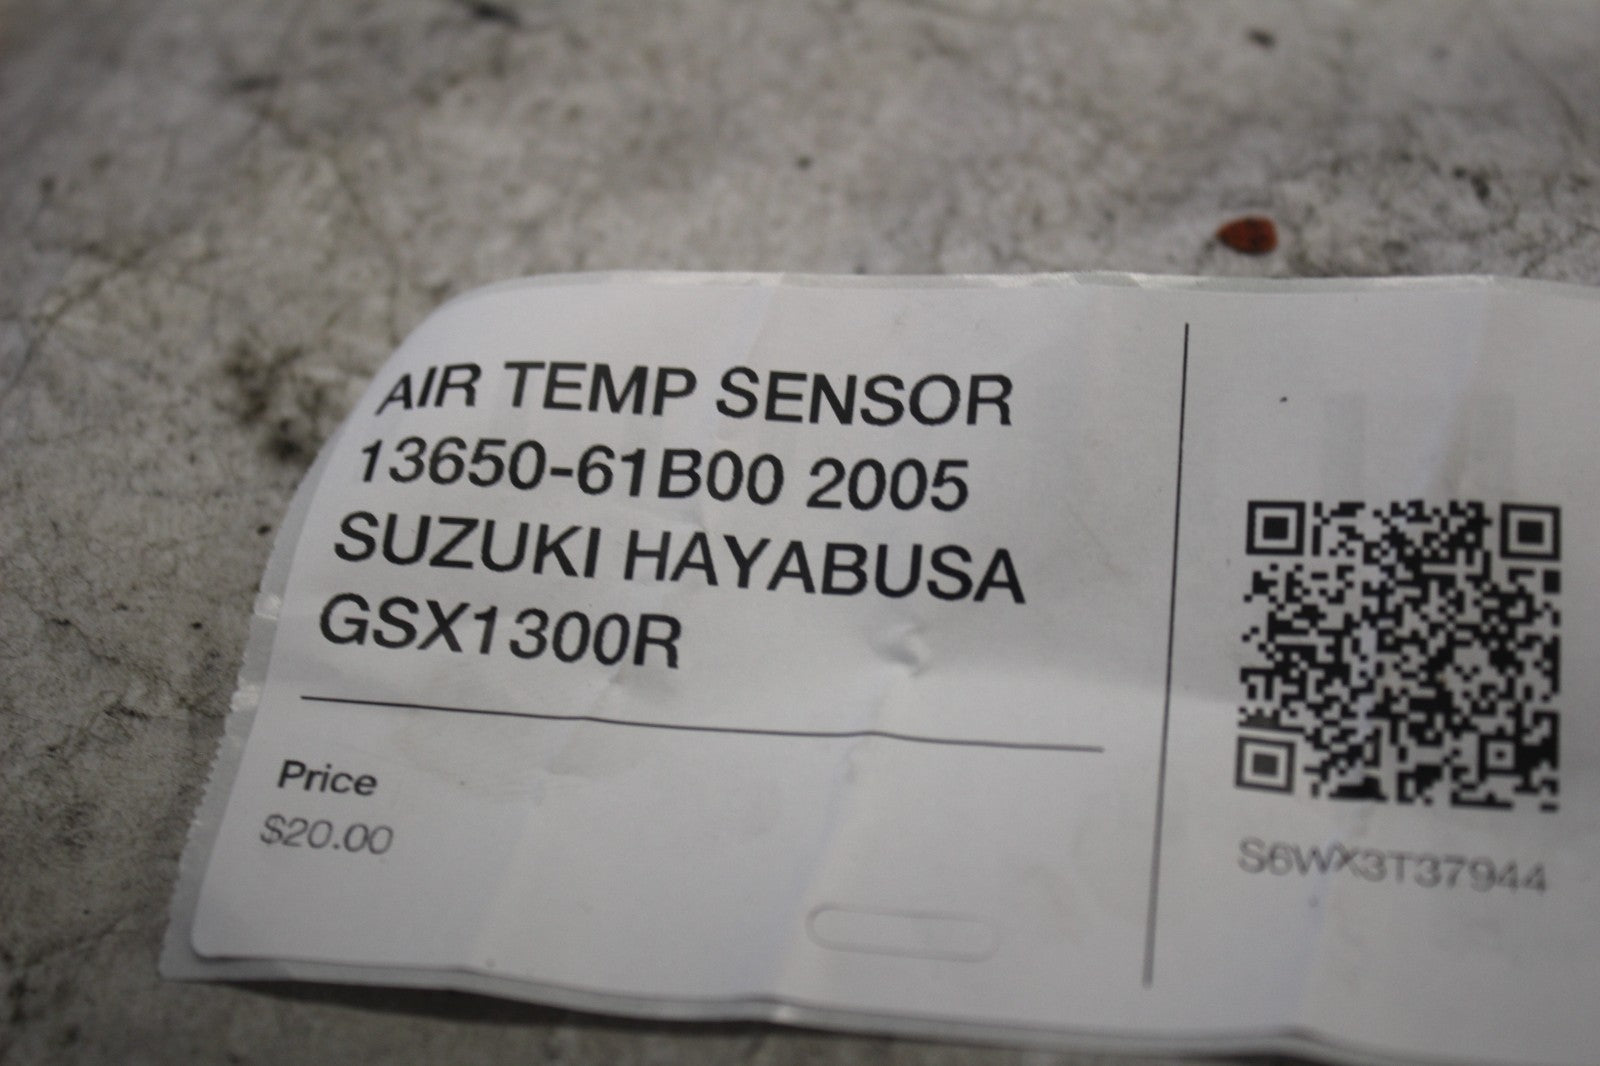 AIR TEMP SENSOR
13650-61B00 2005
SUZUKI HAYABUSA
GSX1300R
Price
$20.00
S6WX3T37944